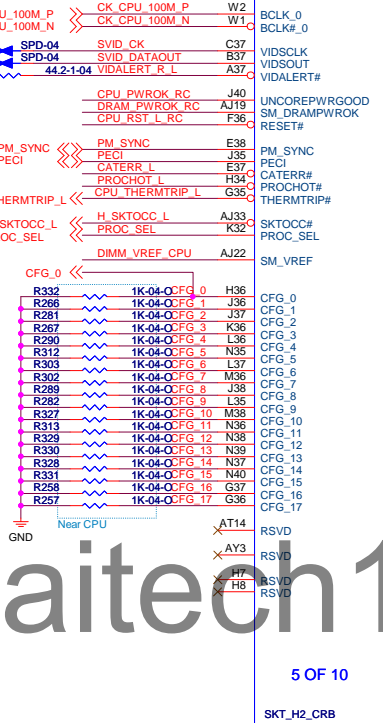 U_100M_P CK_CPU_100M_P W2 BCLK_0
U_100M_N CK_CPU_100M_N W1 BCLK#_0
SPD-04 SVID_CK C37 VIDSCLK
SPD-04 SVID_DATAOUT B37 VIDSOUT
44.2-1-04 VIDALERT_R_L A37 VIDALERT#
CPU_PWROK_RC J40 UNCOREPWRGOOD
DRAM_PWROK_RC AJ19 SM_DRAMPWROK
CPU_RST_L_RC F36 RESET#
PM_SYNC PM_SYNC E38 PM_SYNC
PECI PECI J35 PECI
CATERR_L E37 CATERR#
PROCHOT_L H34 PROCHOT#
HERMTRIP_L CPU_THERMTRIP_L G35 THERMTRIP#
SKTOCC_L H_SKTOCC_L AJ33 SKTOCC#
OC_SEL PROC_SEL K32 PROC_SEL
DIMM_VREF_CPU AJ22 SM_VREF
CFG_0
R332 1K-04-O CFG_0 H36 CFG_0
R266 1K-04-O CFG_1 J36 CFG_1
R281 1K-04-O CFG_2 J37 CFG_2
R267 1K-04-O CFG_3 K36 CFG_3
R290 1K-04-O CFG_4 L36 CFG_4
R312 1K-04-O CFG_5 N35 CFG_5
R303 1K-04-O CFG_6 L37 CFG_6
R302 1K-04-O CFG_7 M36 CFG_7
R289 1K-04-O CFG_8 J38 CFG_8
R282 1K-04-O CFG_9 L35 CFG_9
R327 1K-04-O CFG_10 M38 CFG_10
R313 1K-04-O CFG_11 N36 CFG_11
R329 1K-04-O CFG_12 N38 CFG_12
R330 1K-04-O CFG_13 N39 CFG_13
R328 1K-04-O CFG_14 N37 CFG_14
R331 1K-04-O CFG_15 N40 CFG_15
R258 1K-04-O CFG_16 G37 CFG_16
R257 1K-04-O CFG_17 G36 CFG_17
Near CPU
GND
AT14 RSVD
AY3 RSVD
H7 RSVD
H8 RSVD
aitech1
5 OF 10
SKT_H2_CRB